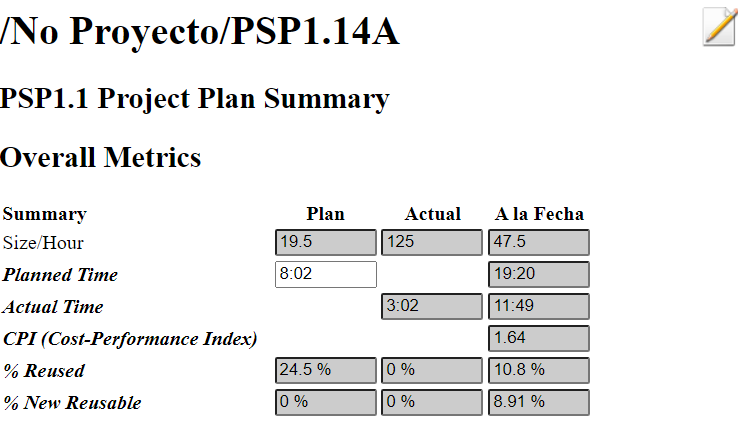 /No Proyecto/PSP1.14A
PSP1.1 Project Plan Summary
Overall Metrics
Summary Plan Actual A la Fecha
Size/Hour 19.5 125 47.5
Planned Time 8:02 19:20
Actual Time 3:02 11:49
CPI (Cost-Performance Index) 1.64
% Reused 24.5 % 0 % 10.8 %
% New Reusable 0 % 0 % 8.91 %